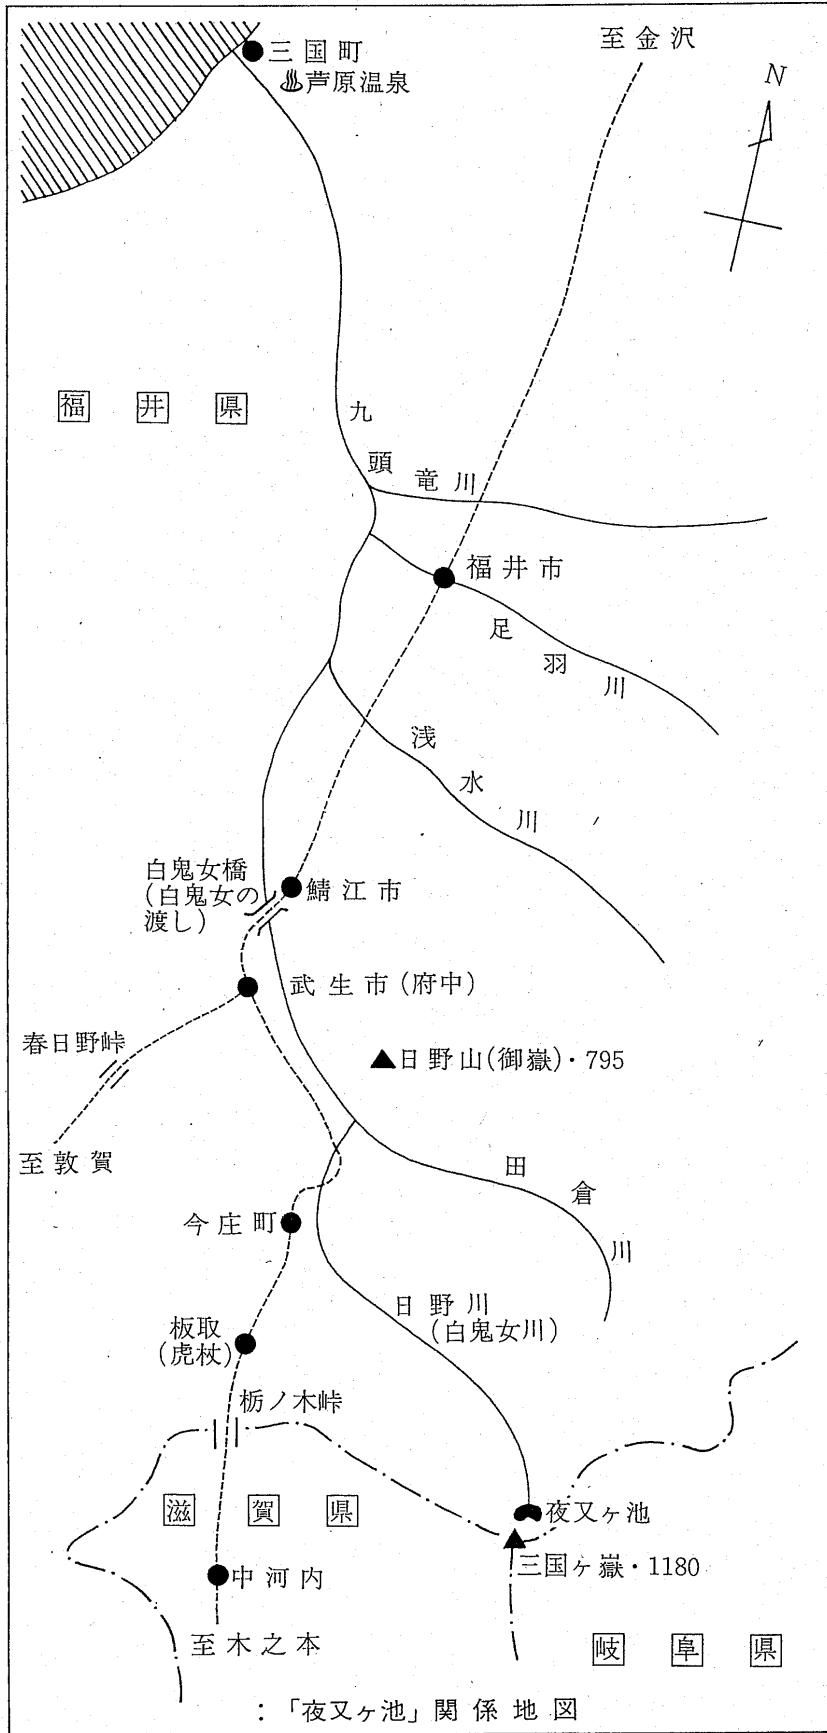 三国町
♨芦原温泉
至金沢
N
福井県
九頭竜川
福井市
足羽川
浅水川
白鬼女橋
(白鬼女の
渡し)
鯖江市
武生市(府中)
春日野峠
至敦賀
▲日野山(御嶽)・795
田倉川
今庄町
日野川
(白鬼女川)
板取
(虎杖)
栃ノ木峠
滋賀県
夜叉ヶ池
三国ヶ嶽・1180
中河内
至木之本
岐阜県
:「夜叉ヶ池」関係地図